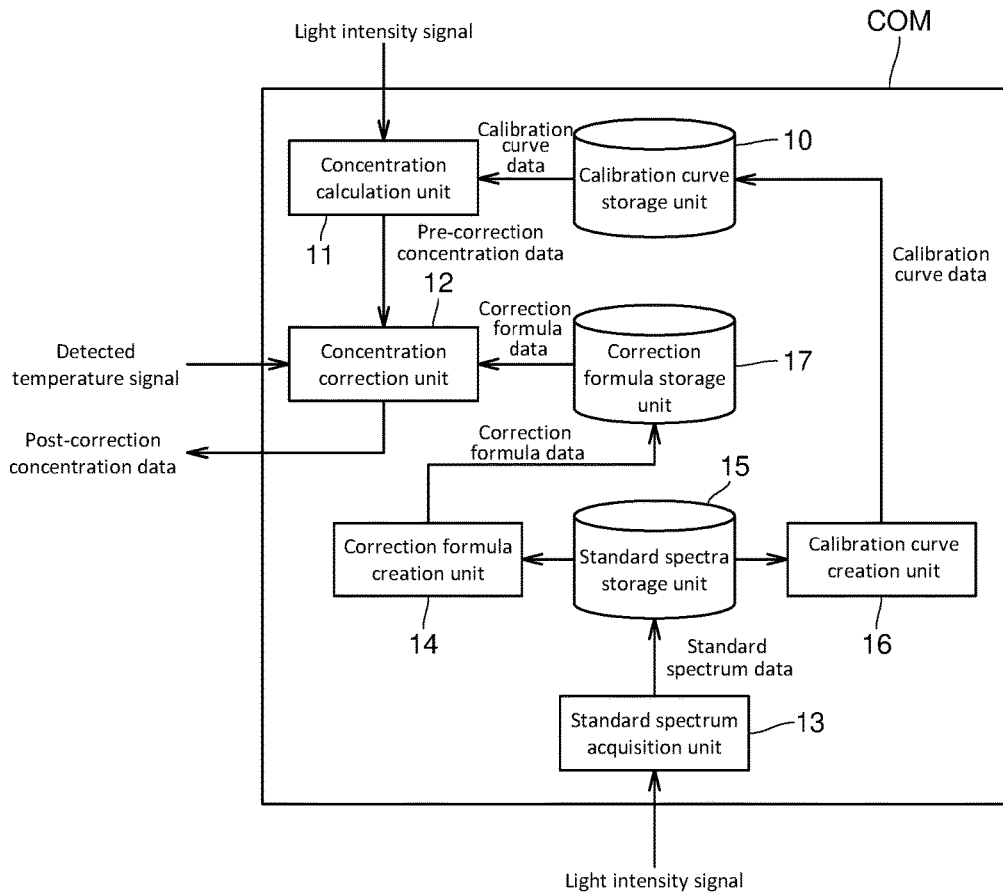 COM
Light intensity signal
Calibration
curve
data
10
Concentration
calculation unit
Calibration curve
storage unit
11
Pre-correction
concentration data
Calibration
curve data
12
Correction
formula
data
Detected
temperature signal
Concentration
correction unit
Correction
formula storage
unit
17
Post-correction
concentration data
Correction
formula data
15
Correction formula
creation unit
Standard spectra
storage unit
Calibration curve
creation unit
14
16
Standard
spectrum data
Standard spectrum
acquisition unit
13
Light intensity signal